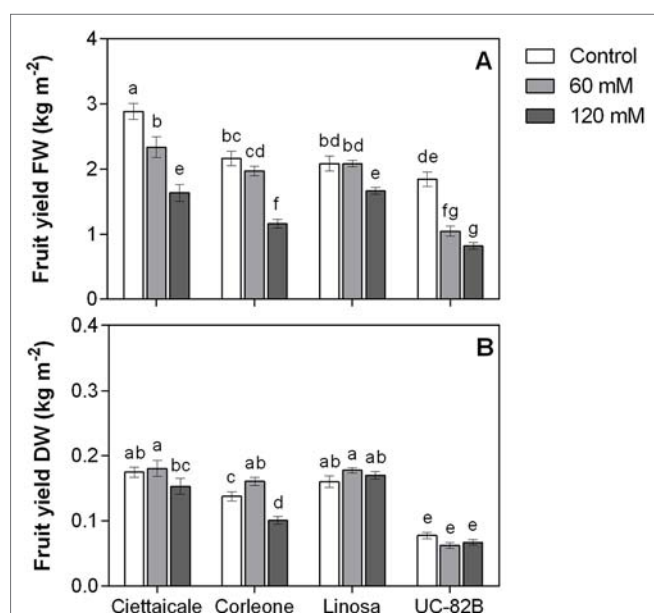 A
Control
60 mM
120 mM
Fruit yield FW (kg m-2)
4
3
2
1
0
a
b
e
bc
cd
f
bd
bd
e
de
fg
g
B
Fruit yield DW (kg m-2)
0.4
0.3
0.2
0.1
0.0
ab
a
bc
c
ab
d
ab
a
ab
e
e
e
Ciettaicale Corleone Linosa UC-82B